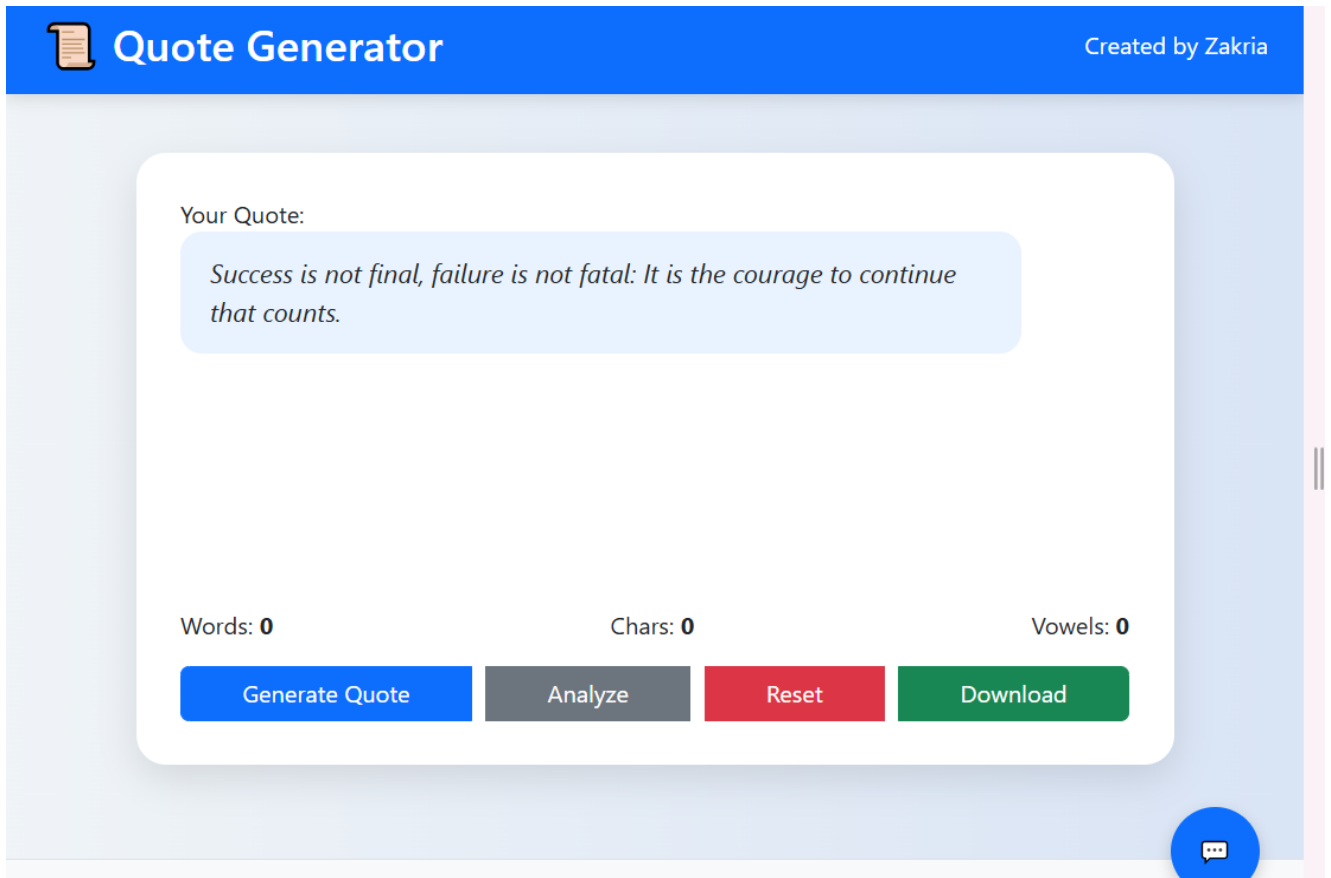 Quote Generator
Created by Zakria
Your Quote:
Success is not final, failure is not fatal: It is the courage to continue
that counts.
Words: 0
Chars: 0
Vowels: 0
Generate Quote
Analyze
Reset
Download